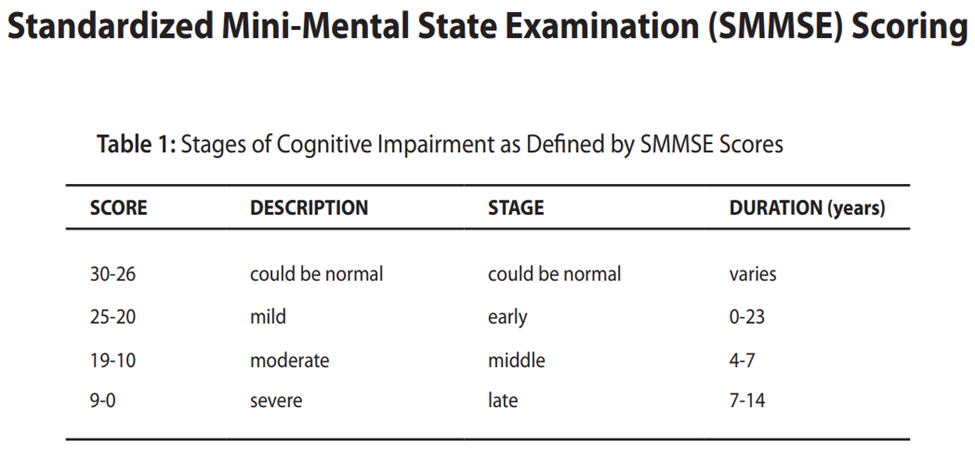 Standardized Mini-Mental State Examination (SMMSE) Scoring
Table 1: Stages of Cognitive Impairment as Defined by SMMSE Scores
SCORE DESCRIPTION STAGE DURATION (years)
30-26 could be normal could be normal varies
25-20 mild early 0-23
19-10 moderate middle 4-7
9-0 severe late 7-14